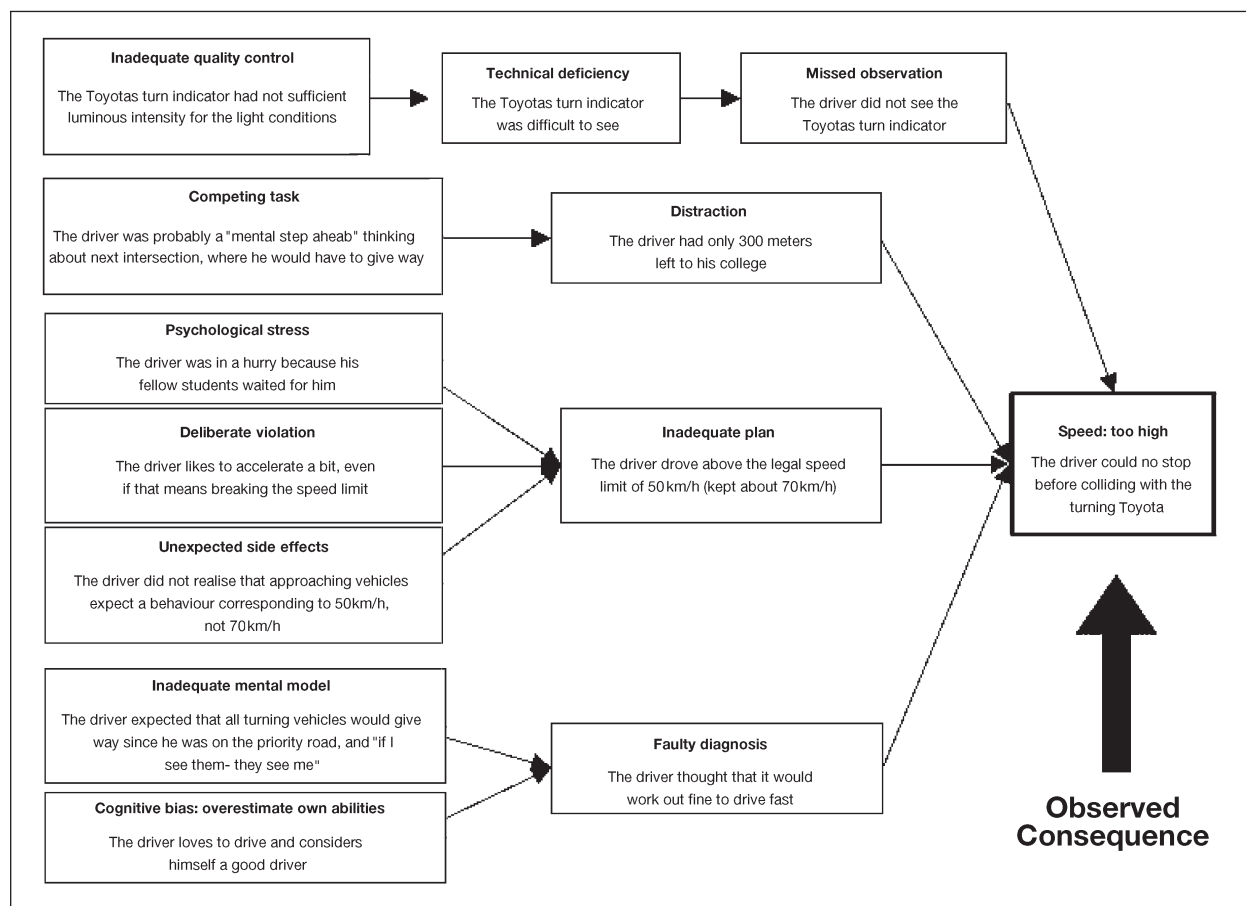 Inadequate quality control
The Toyotas turn indicator had not sufficient
luminous intensity for the light conditions
Technical deficiency
The Toyotas turn indicator
was difficult to see
Missed observation
The driver did not see the
Toyotas turn indicator
Competing task
The driver was probably a "mental step aheab" thinking
about next intersection, where he would have to give way
Distraction
The driver had only 300 meters
left to his college
Psychological stress
The driver was in a hurry because his
fellow students waited for him
Deliberate violation
The driver likes to accelerate a bit, even
if that means breaking the speed limit
Unexpected side effects
The driver did not realise that approaching vehicles
expect a behaviour corresponding to 50km/h,
not 70km/h
Inadequate plan
The driver drove above the legal speed
limit of 50km/h (kept about 70km/h)
Speed: too high
The driver could no stop
before colliding with the
turning Toyota
Inadequate mental model
The driver expected that all turning vehicles would give
way since he was on the priority road, and "if I
see them- they see me"
Cognitive bias: overestimate own abilities
The driver loves to drive and considers
himself a good driver
Faulty diagnosis
The driver thought that it would
work out fine to drive fast
Observed
Consequence